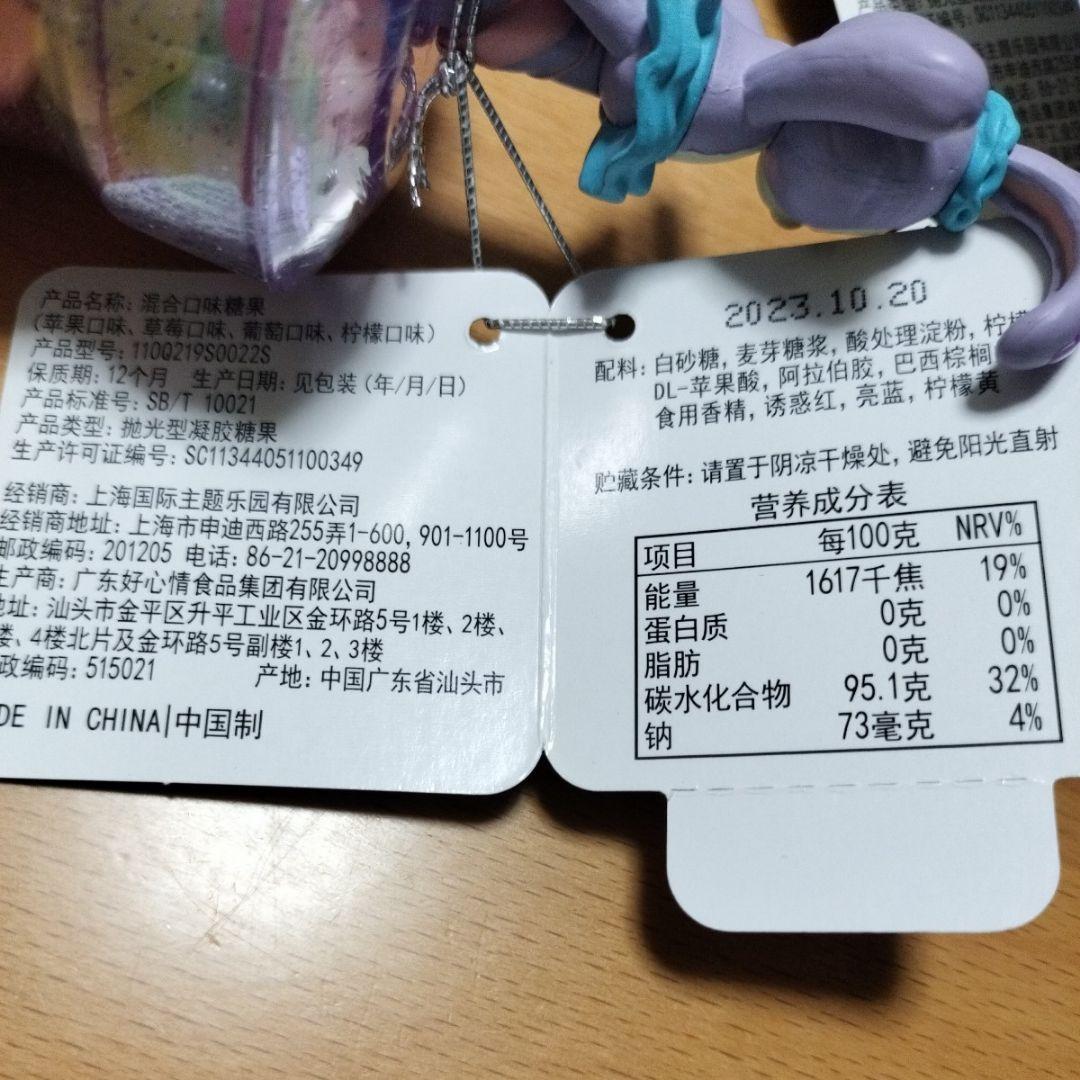 产品名称: 混合口味糖果
(苹果口味、草莓口味、葡萄口味、柠檬口味)
产品型号: 1100219S0022S
保质期: 12个月 生产日期: 见包装 (年/月/日)
产品标准号: SB/T 10021
产品类型: 抛光型凝胶糖果
生产许可证编号: SC11344051100349
经销商: 上海国际主题乐园有限公司
经销商地址: 上海市申迪西路255弄1-600, 901-1100号
邮政编码: 201205 电话: 86-21-20998888
生产商: 广东好心情食品集团有限公司
地址: 汕头市金平区升平工业区金环路5号1楼、2楼、
楼、4楼北片及金环路5号副楼1、2、3楼
政编码: 515021 产地: 中国广东省汕头市
DE IN CHINA|中国制
2023.10.20
配料: 白砂糖, 麦芽糖浆, 酸处理淀粉, 柠檬
DL-苹果酸, 阿拉伯胶, 巴西棕榈
食用香精, 诱惑红, 亮蓝, 柠檬黄
贮藏条件: 请置于阴凉干燥处, 避免阳光直射
营养成分表
项目 每100克 NRV%
能量 1617千焦 19%
蛋白质 0克 0%
脂肪 0克 0%
碳水化合物 95.1克 32%
钠 73毫克 4%